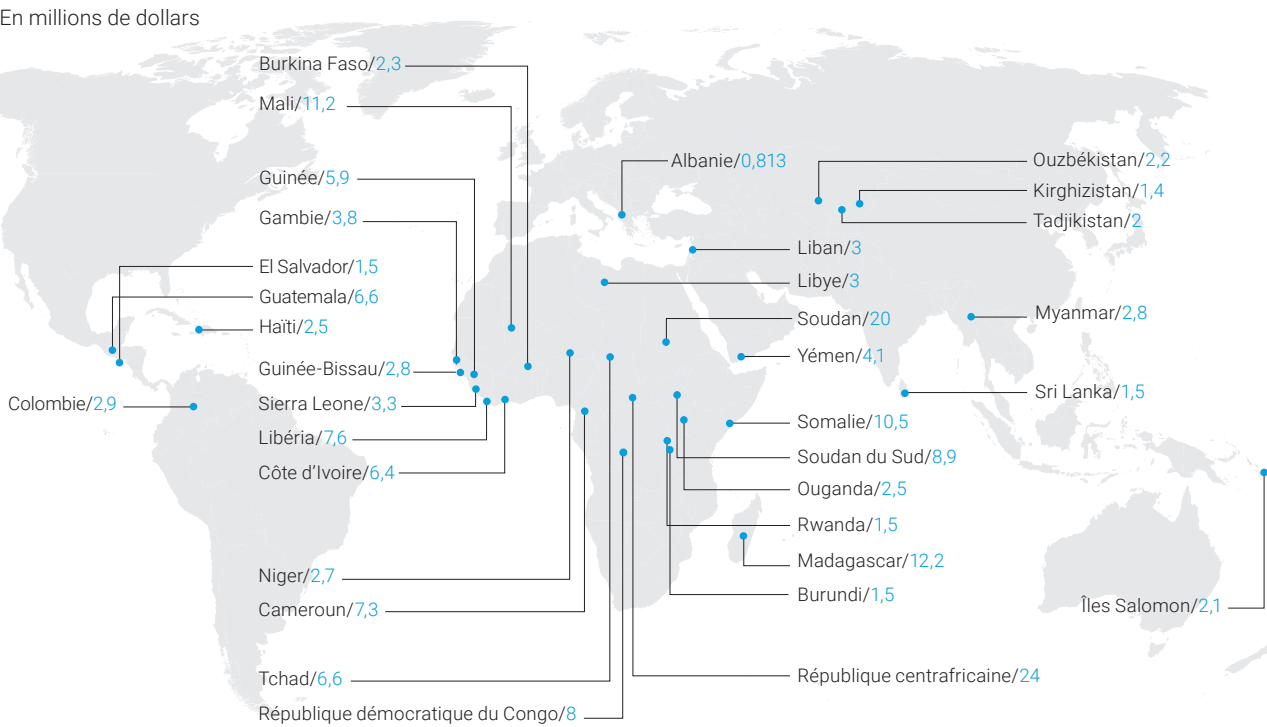 En millions de dollars
Burkina Faso/2,3
Mali/11,2
Guinée/5,9
Gambie/3,8
El Salvador/1,5
Guatemala/6,6
Haïti/2,5
Guinée-Bissau/2,8
Colombie/2,9
Sierra Leone/3,3
Libéria/7,6
Côte d'Ivoire/6,4
Niger/2,7
Cameroun/7,3
Tchad/6,6
République démocratique du Congo/8
Albanie/0,813
Liban/3
Libye/3
Soudan/20
Yémen/4,1
Somalie/10,5
Soudan du Sud/8,9
Ouganda/2,5
Rwanda/1,5
Madagascar/12,2
Burundi/1,5
République centrafricaine/24
Ouzbékistan/2,2
Kirghizistan/1,4
Tadjikistan/2
Myanmar/2,8
Sri Lanka/1,5
Îles Salomon/2,1